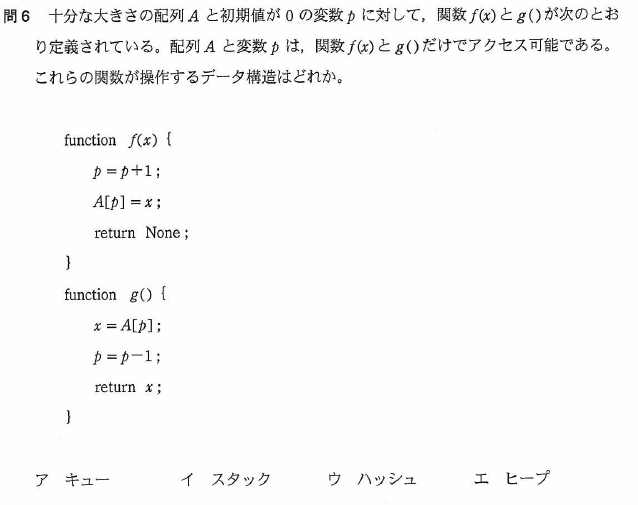 問6 十分な大きさの配列 A と初期値が 0 の変数 p に対して，関数 f(x) と g() が次のとお
り定義されている。配列 A と変数 p は，関数 f(x) と g() だけでアクセス可能である。
これらの関数が操作するデータ構造はどれか。
function f(x) {
p = p+1;
A[p] = x;
return None;
}
function g() {
x = A[p];
p = p−1;
return x;
}
ア キュー イ スタック ウ ハッシュ エ ヒープ